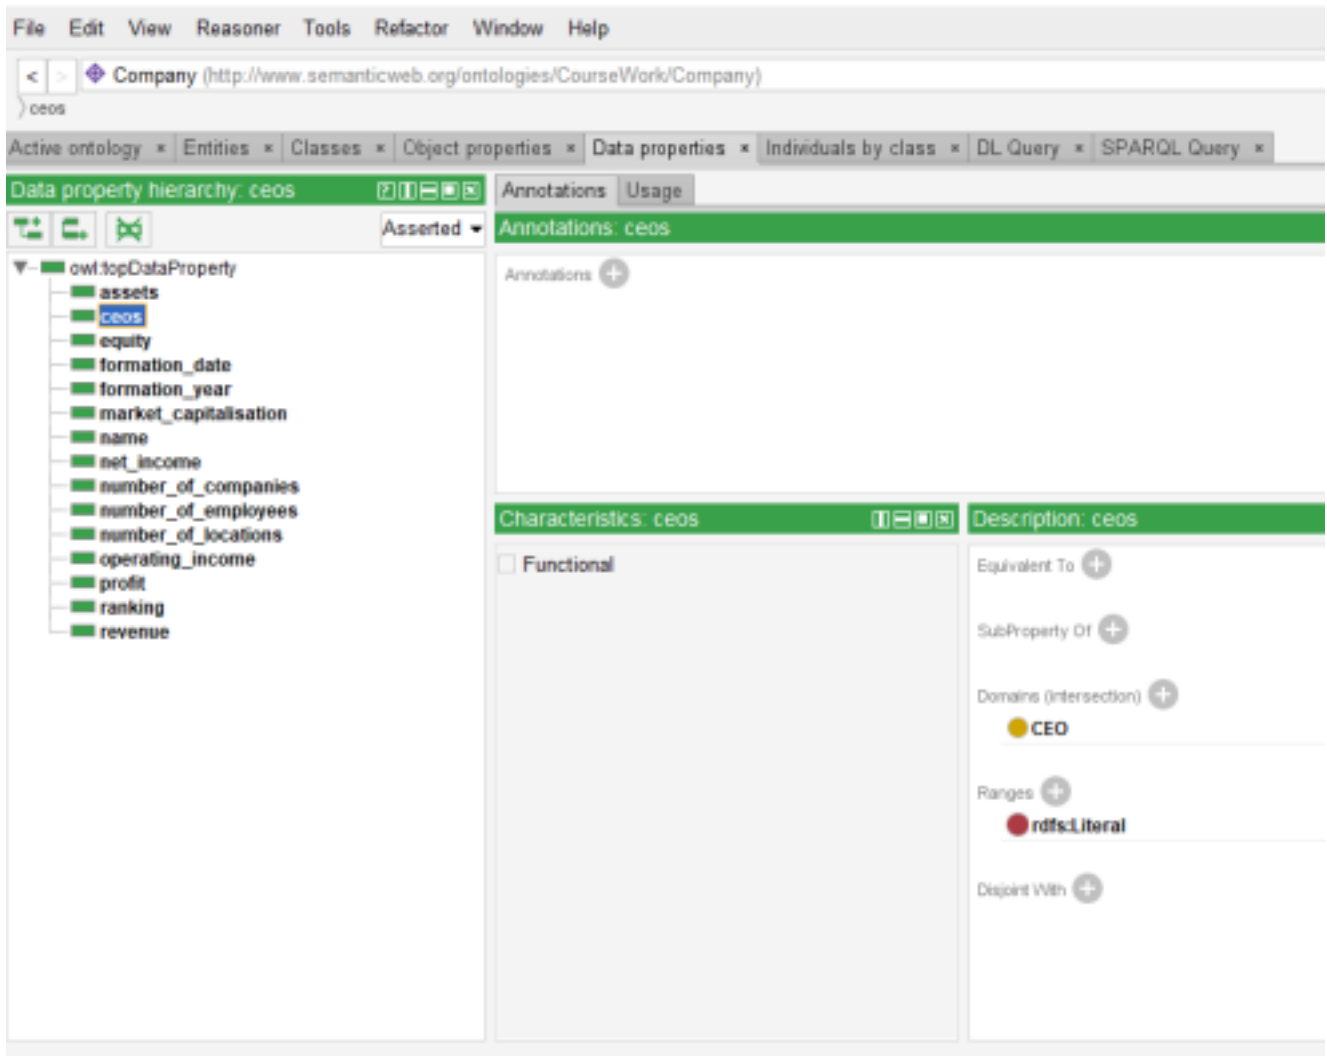 File Edit View Reasoner Tools Refactor Window Help
< > Company (http://www.semanticweb.org/ontologies/CourseWork/Company)
ceos
Active ontology × Entities × Classes × Object properties × Data properties × Individuals by class × DL Query × SPARQL Query ×
Data property hierarchy: ceos
Asserted
owl:topDataProperty
assets
ceos
equity
formation_date
formation_year
market_capitalisation
name
net_income
number_of_companies
number_of_employees
number_of_locations
operating_income
profit
ranking
revenue
Annotations Usage
Annotations: ceos
Annotations
Characteristics: ceos
Functional
Description: ceos
Equivalent To
SubProperty Of
Domains (intersection)
CEO
Ranges
rdfs:Literal
Disjoint With